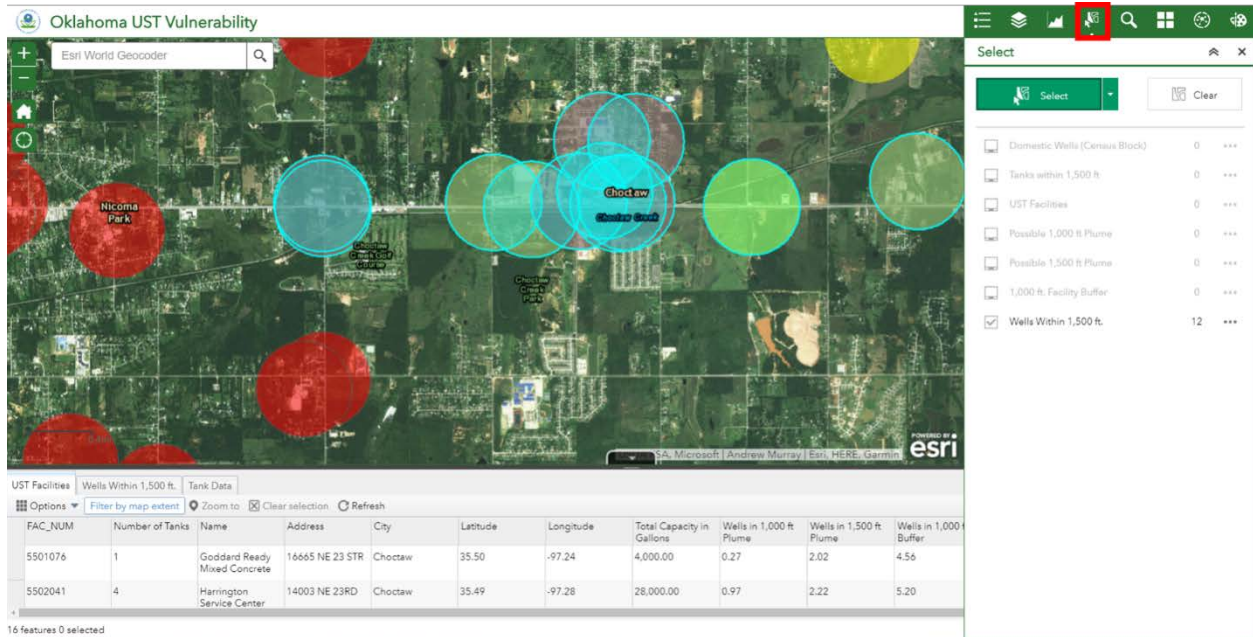 Oklahoma UST Vulnerability
Esri World Geocoder
Nicoma
Park
Choctaw
Choctaw Creek
Choctaw
Creek Golf
Course
Choctaw
Creek
Park
SA, Microsoft | Andrew Murray | Esri, HERE, Garmin
POWERED BY
esri
Select
Select
Clear
Domestic Wells (Census Block) 0
Tanks within 1,500 ft 0
UST Facilities 0
Possible 1,000 ft Plume 0
Possible 1,500 ft Plume 0
1,000 ft. Facility Buffer 0
Wells Within 1,500 ft. 12
UST Facilities Wells Within 1,500 ft. Tank Data
Options Filter by map extent Zoom to Clear selection Refresh
FAC_NUM Number of Tanks Name Address City Latitude Longitude Total Capacity in Gallons Wells in 1,000 ft Plume Wells in 1,500 ft Plume Wells in 1,000 f Buffer
5501076 1 Goddard Ready Mixed Concrete 16665 NE 23 STR Choctaw 35.50 -97.24 4,000.00 0.27 2.02 4.56
5502041 4 Harrington Service Center 14003 NE 23RD Choctaw 35.49 -97.28 28,000.00 0.97 2.22 5.20
16 features 0 selected